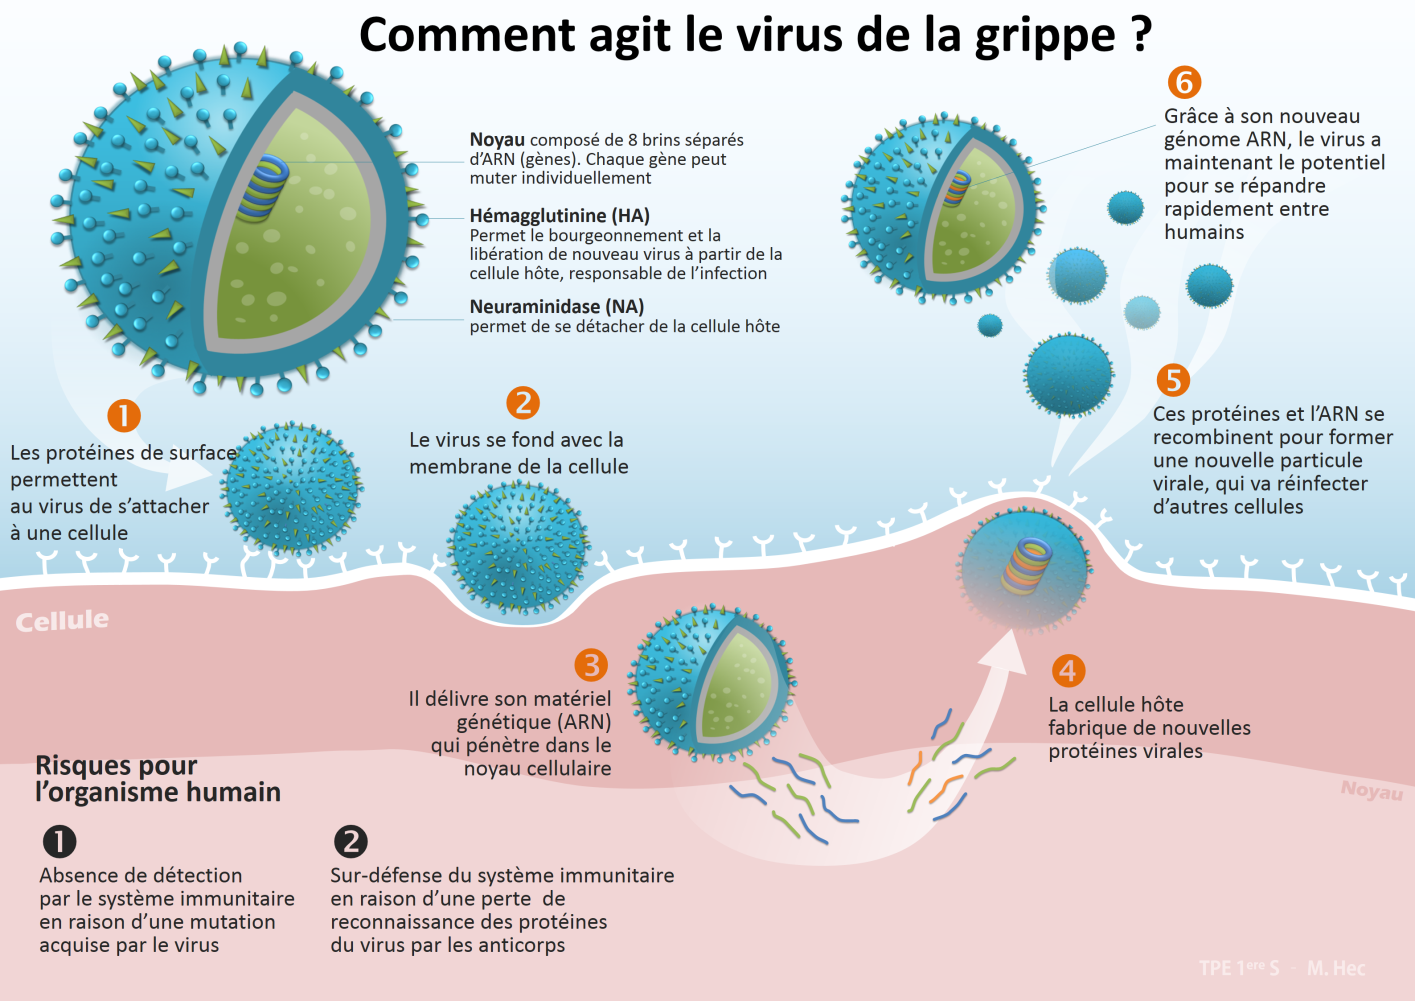 Comment agit le virus de la grippe ?
Noyau composé de 8 brins séparés
d’ARN (gènes). Chaque gène peut
muter individuellement
Hémagglutinine (HA)
Permet le bourgeonnement et la
libération de nouveau virus à partir de la
cellule hôte, responsable de l’infection
Neuraminidase (NA)
permet de se détacher de la cellule hôte
1
Les protéines de surface
permettent
au virus de s’attacher
à une cellule
2
Le virus se fond avec la
membrane de la cellule
3
Il délivre son matériel
génétique (ARN)
qui pénètre dans le
noyau cellulaire
4
La cellule hôte
fabrique de nouvelles
protéines virales
5
Ces protéines et l’ARN se
recombinent pour former
une nouvelle particule
virale, qui va réinfecter
d’autres cellules
6
Grâce à son nouveau
génome ARN, le virus a
maintenant le potentiel
pour se répandre
rapidement entre
humains
Cellule
Noyau
Risques pour
l’organisme humain
1
Absence de détection
par le système immunitaire
en raison d’une mutation
acquise par le virus
2
Sur-défense du système immunitaire
en raison d’une perte de
reconnaissance des protéines
du virus par les anticorps
TPE 1ere S - M. Hec